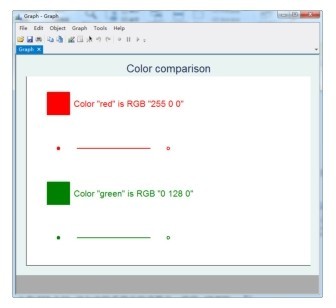 Graph - Graph
File Edit Object Graph Tools Help
Graph
Color comparison
Color "red" is RGB "255 0 0"
Color "green" is RGB "0 128 0"